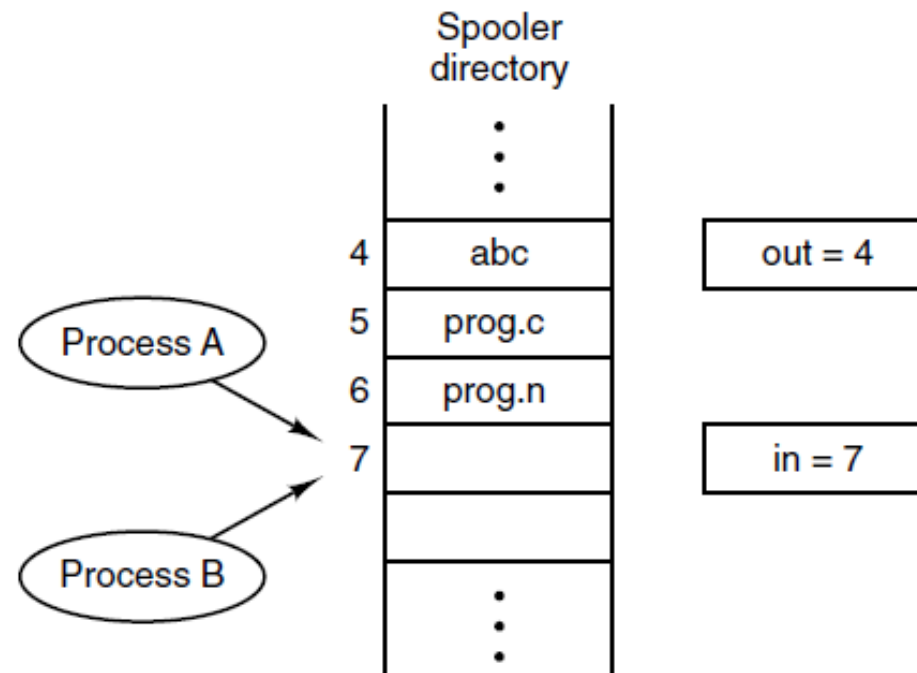 Spooler
directory
4 abc out = 4
Process A
5 prog.c
6 prog.n
7 in = 7
Process B